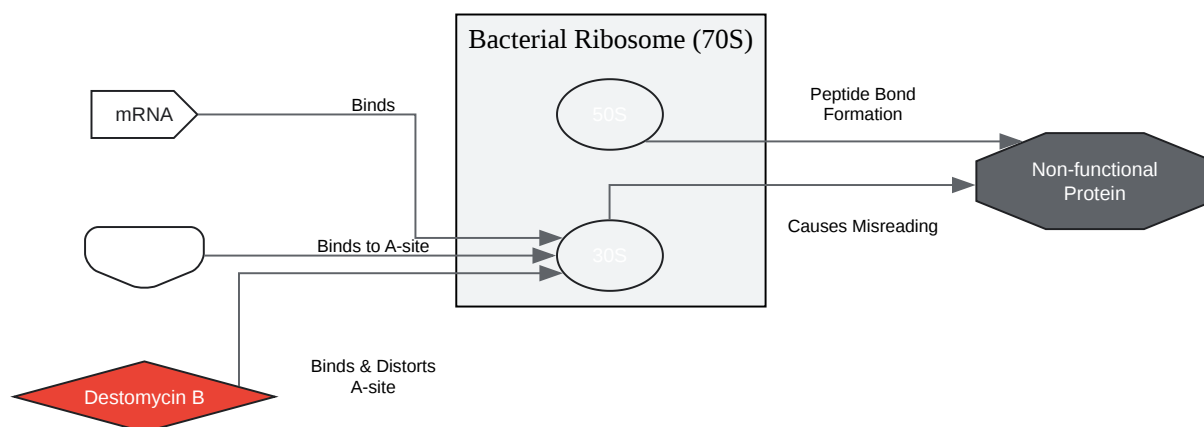 Bacterial Ribosome (70S)
mRNA
Binds
50S
Peptide Bond
Formation
Non-functional
Protein
Causes Misreading
Binds to A-site
30S
Binds & Distorts
A-site
Destomycin B